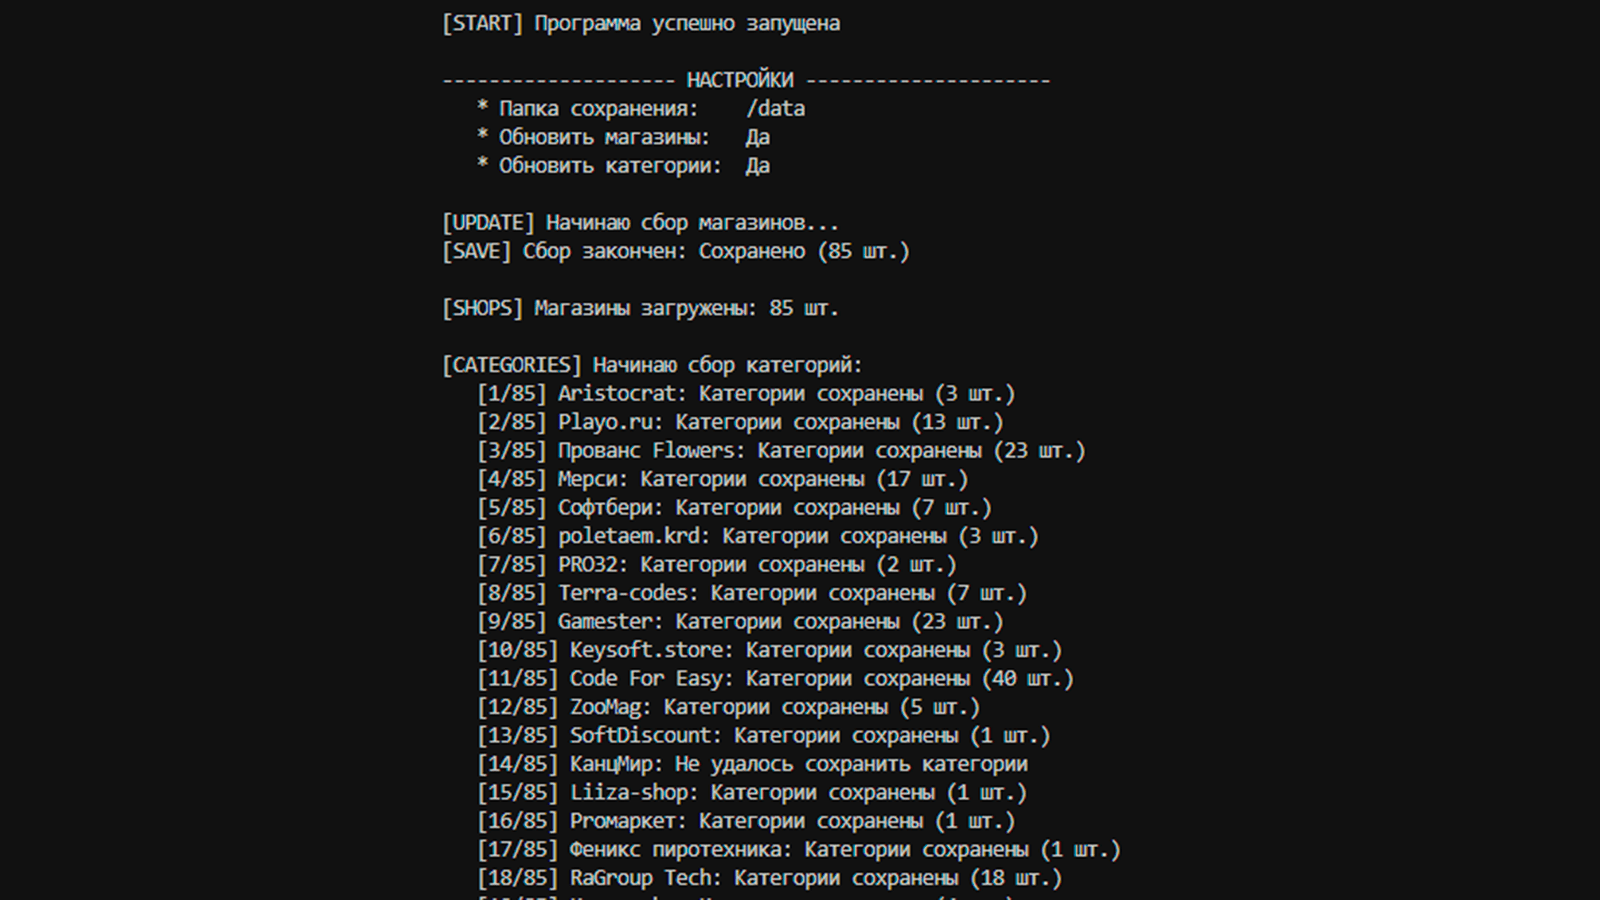 [START] Программа успешно запущена
-------------------- НАСТРОЙКИ ---------------------
* Папка сохранения: /data
* Обновить магазины: Да
* Обновить категории: Да
[UPDATE] Начинаю сбор магазинов...
[SAVE] Сбор закончен: Сохранено (85 шт.)
[SHOPS] Магазины загружены: 85 шт.
[CATEGORIES] Начинаю сбор категорий:
[1/85] Aristocrat: Категории сохранены (3 шт.)
[2/85] Playo.ru: Категории сохранены (13 шт.)
[3/85] Прованс Flowers: Категории сохранены (23 шт.)
[4/85] Мерси: Категории сохранены (17 шт.)
[5/85] Софтбери: Категории сохранены (7 шт.)
[6/85] poletaem.krd: Категории сохранены (3 шт.)
[7/85] PRO32: Категории сохранены (2 шт.)
[8/85] Terra-codes: Категории сохранены (7 шт.)
[9/85] Gamester: Категории сохранены (23 шт.)
[10/85] Keysoft.store: Категории сохранены (3 шт.)
[11/85] Code For Easy: Категории сохранены (40 шт.)
[12/85] ZooMag: Категории сохранены (5 шт.)
[13/85] SoftDiscount: Категории сохранены (1 шт.)
[14/85] КанцМир: Не удалось сохранить категории
[15/85] Liiza-shop: Категории сохранены (1 шт.)
[16/85] Proмаркет: Категории сохранены (1 шт.)
[17/85] Феникс пиротехника: Категории сохранены (1 шт.)
[18/85] RaGroup Tech: Категории сохранены (18 шт.)